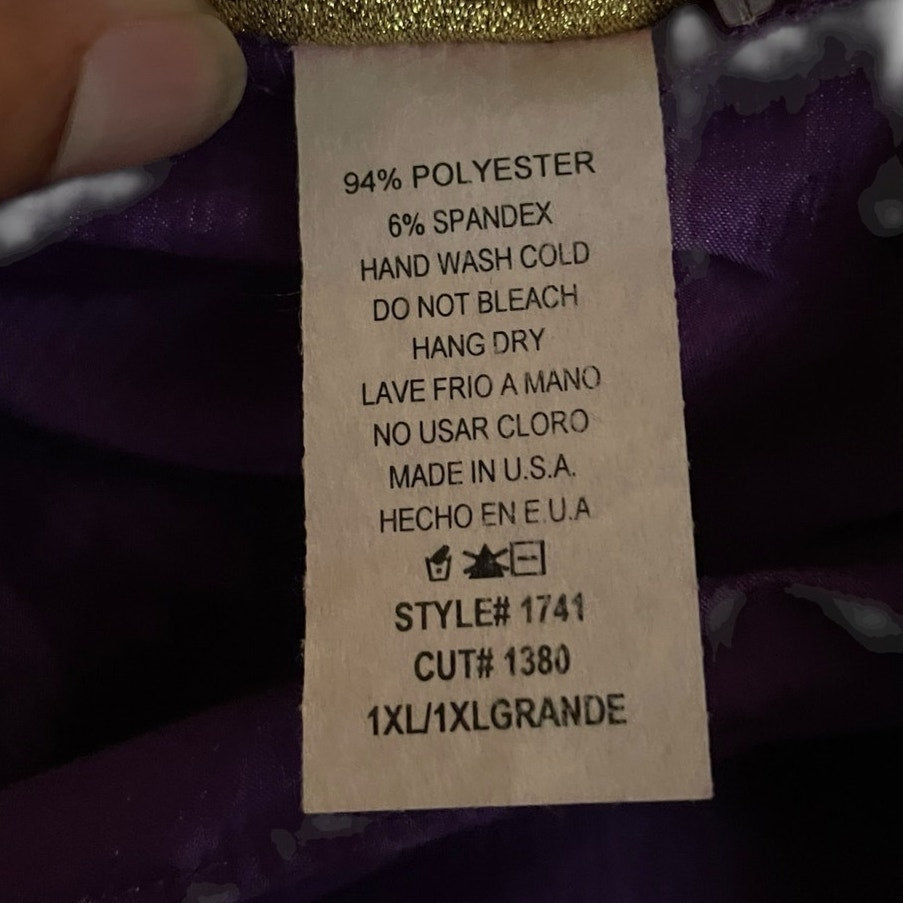 94% POLYESTER
6% SPANDEX
HAND WASH COLD
DO NOT BLEACH
HANG DRY
LAVE FRIO A MANO
NO USAR CLORO
MADE IN U.S.A.
HECHO EN E.U.A
STYLE# 1741
CUT# 1380
1XL/1XLGRANDE